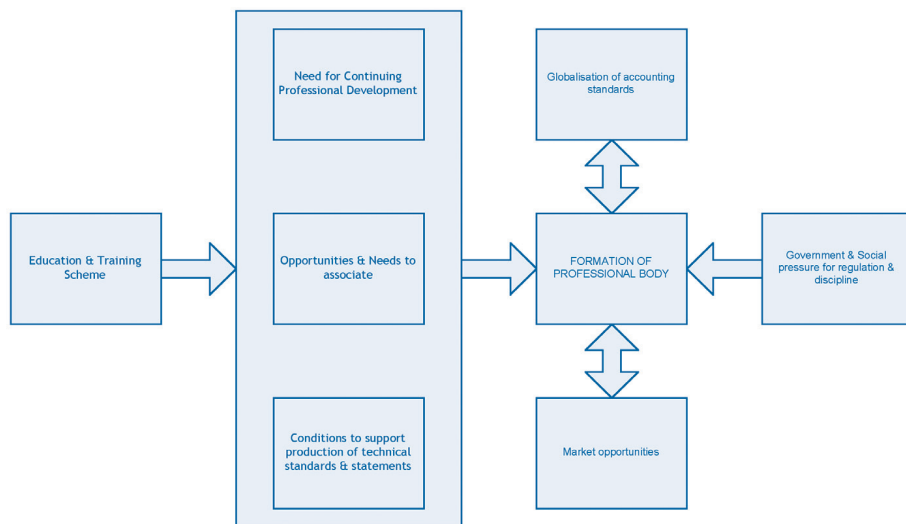 Need for Continuing
Professional Development
Globalisation of accounting
standards
Education & Training
Scheme
Opportunities & Needs to
associate
FORMATION OF
PROFESSIONAL BODY
Government & Social
pressure for regulation &
discipline
Conditions to support
production of technical
standards & statements
Market opportunities